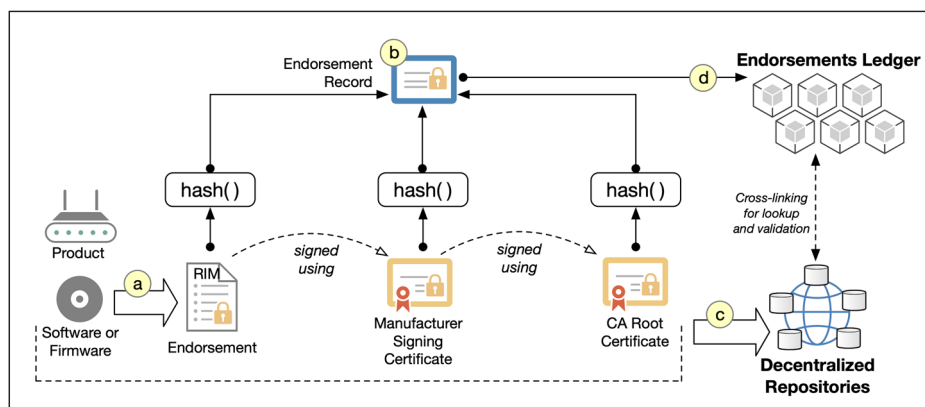 b
Endorsement
Record
d
Endorsements Ledger
hash( )
hash( )
hash( )
Cross-linking
for lookup
and validation
Product
signed
using
signed
using
a
RIM
Software or
Firmware
Endorsement
Manufacturer
Signing
Certificate
CA Root
Certificate
c
Decentralized
Repositories